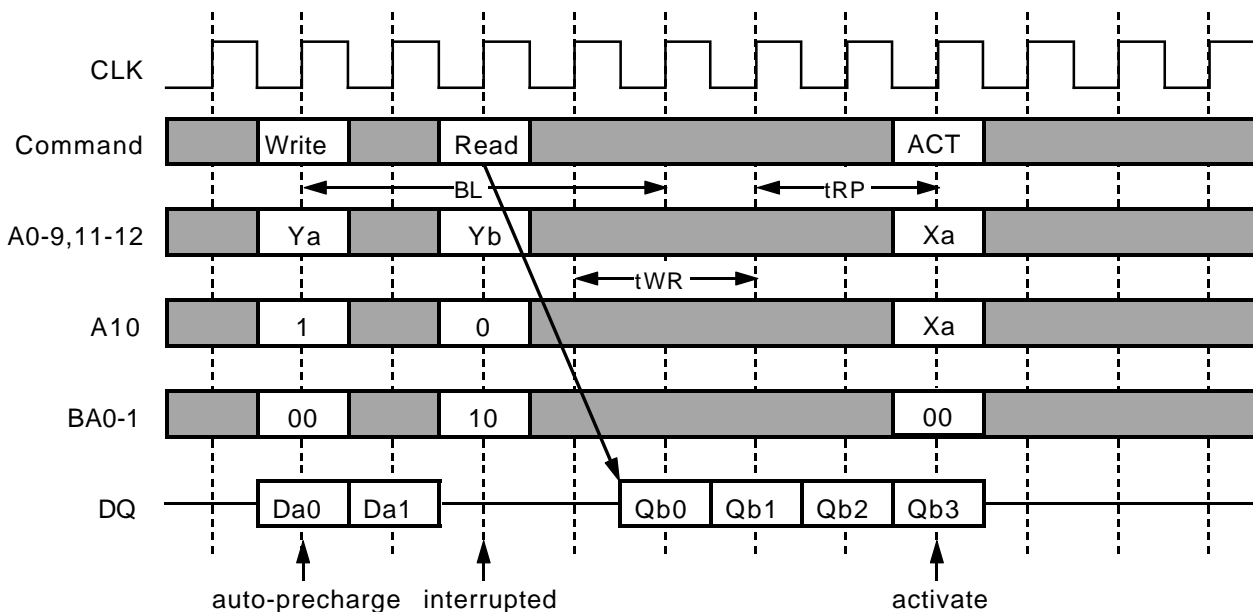 CLK
Command Write Read ACT
BL tRP
A0-9,11-12 Ya Yb Xa
tWR
A10 1 0 Xa
BA0-1 00 10 00
DQ Da0 Da1 Qb0 Qb1 Qb2 Qb3
auto-precharge interrupted activate